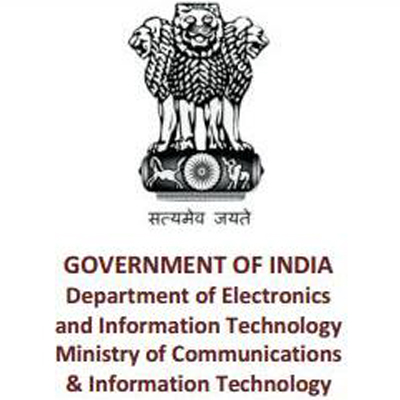 सत्यमेव जयते
GOVERNMENT OF INDIA
Department of Electronics
and Information Technology
Ministry of Communications
& Information Technology